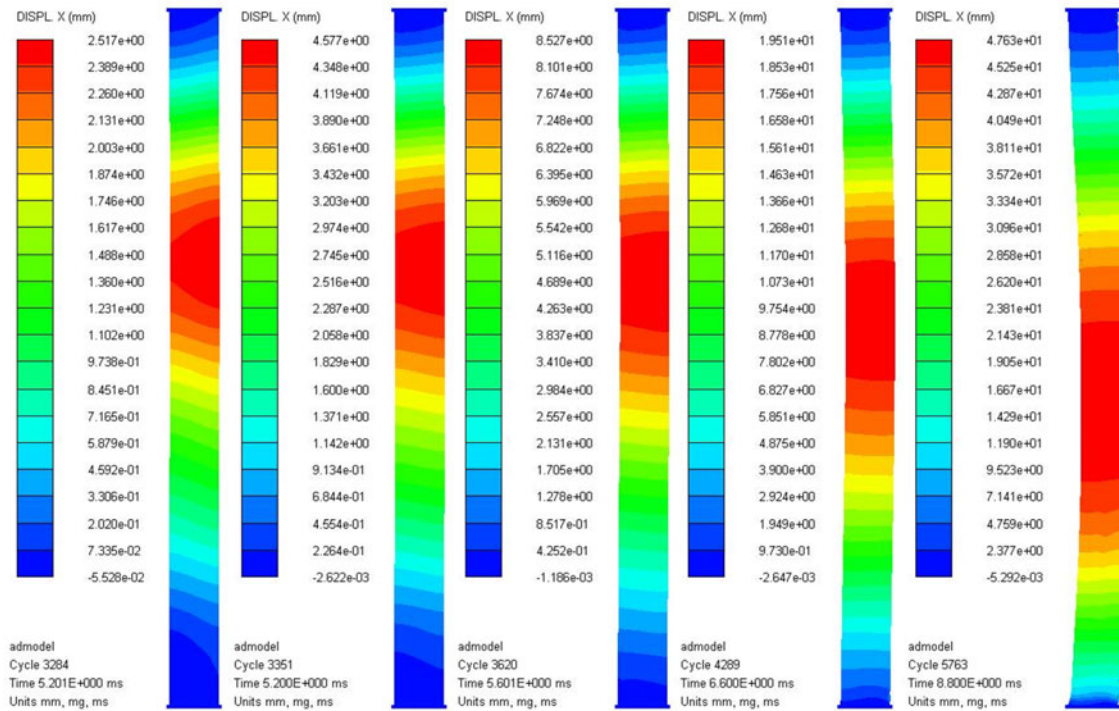 DISPL. X (mm)
2.517e+00
2.389e+00
2.260e+00
2.131e+00
2.003e+00
1.874e+00
1.746e+00
1.617e+00
1.488e+00
1.360e+00
1.231e+00
1.102e+00
9.738e-01
8.451e-01
7.165e-01
5.879e-01
4.592e-01
3.306e-01
2.020e-01
7.335e-02
-5.528e-02
admodel
Cycle 3284
Time 5.201E+000 ms
Units mm, mg, ms
DISPL. X (mm)
4.577e+00
4.348e+00
4.119e+00
3.890e+00
3.661e+00
3.432e+00
3.203e+00
2.974e+00
2.745e+00
2.516e+00
2.287e+00
2.058e+00
1.829e+00
1.600e+00
1.371e+00
1.142e+00
9.134e-01
6.844e-01
4.554e-01
2.264e-01
-2.622e-03
admodel
Cycle 3351
Time 5.200E+000 ms
Units mm, mg, ms
DISPL. X (mm)
8.527e+00
8.101e+00
7.674e+00
7.248e+00
6.822e+00
6.395e+00
5.969e+00
5.542e+00
5.116e+00
4.689e+00
4.263e+00
3.837e+00
3.410e+00
2.984e+00
2.557e+00
2.131e+00
1.705e+00
1.278e+00
8.517e-01
4.252e-01
-1.186e-03
admodel
Cycle 3620
Time 5.601E+000 ms
Units mm, mg, ms
DISPL. X (mm)
1.951e+01
1.853e+01
1.756e+01
1.658e+01
1.561e+01
1.463e+01
1.366e+01
1.268e+01
1.170e+01
1.073e+01
9.754e+00
8.778e+00
7.802e+00
6.827e+00
5.851e+00
4.875e+00
3.900e+00
2.924e+00
1.949e+00
9.730e-01
-2.647e-03
admodel
Cycle 4289
Time 6.600E+000 ms
Units mm, mg, ms
DISPL. X (mm)
4.763e+01
4.525e+01
4.287e+01
4.049e+01
3.811e+01
3.572e+01
3.334e+01
3.096e+01
2.858e+01
2.620e+01
2.381e+01
2.143e+01
1.905e+01
1.667e+01
1.429e+01
1.190e+01
9.523e+00
7.141e+00
4.759e+00
2.377e+00
-5.292e-03
admodel
Cycle 5763
Time 8.800E+000 ms
Units mm, mg, ms